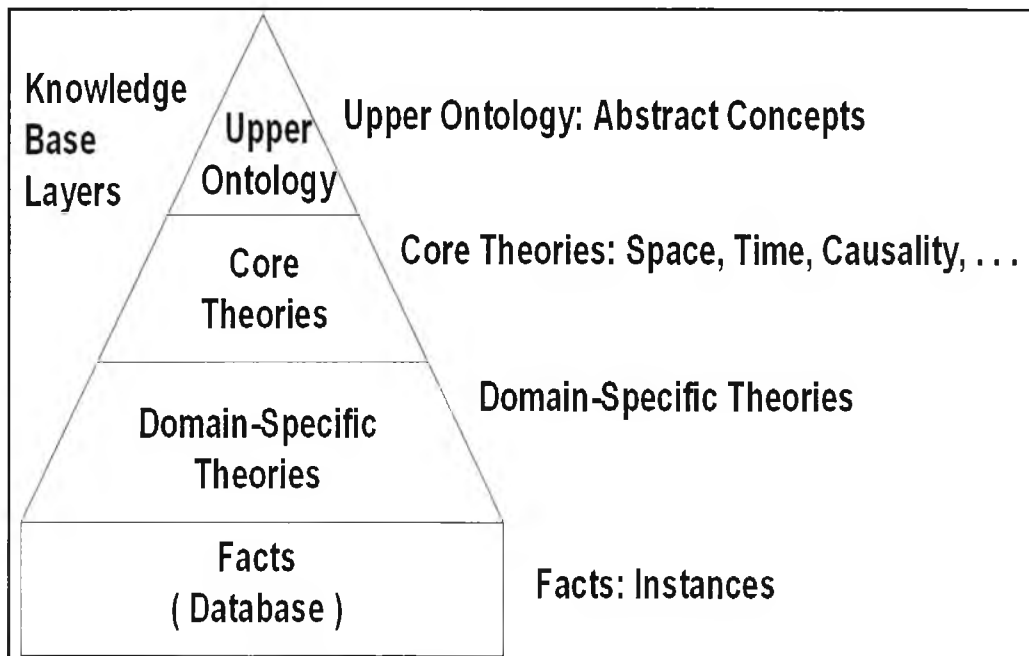 Knowledge
Base
Layers
Upper
Ontology
Upper Ontology: Abstract Concepts
Core
Theories
Core Theories: Space, Time, Causality, . . .
Domain-Specific
Theories
Domain-Specific Theories
Facts
( Database )
Facts: Instances